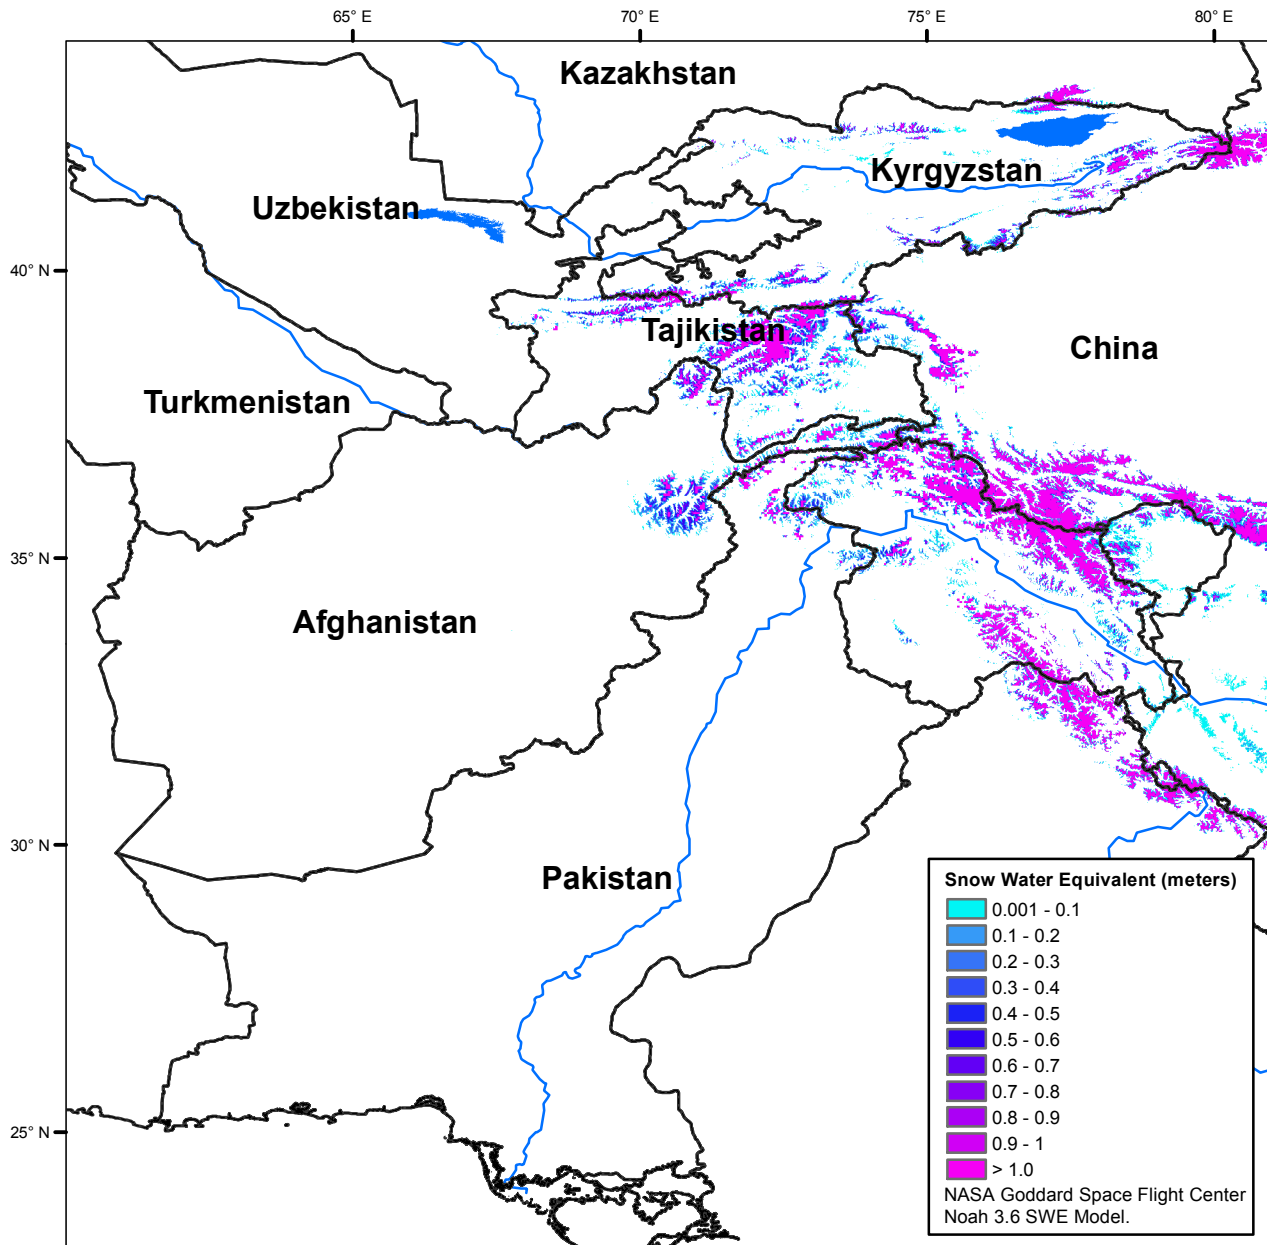 65° E
70° E
75° E
80° E
Kazakhstan
Kyrgyzstan
Uzbekistan
40° N
Tajikistan
China
Turkmenistan
35° N
Afghanistan
30° N
Pakistan
25° N
Snow Water Equivalent (meters)
0.001 - 0.1
0.1 - 0.2
0.2 - 0.3
0.3 - 0.4
0.4 - 0.5
0.5 - 0.6
0.6 - 0.7
0.7 - 0.8
0.8 - 0.9
0.9 - 1
> 1.0
NASA Goddard Space Flight Center
Noah 3.6 SWE Model.